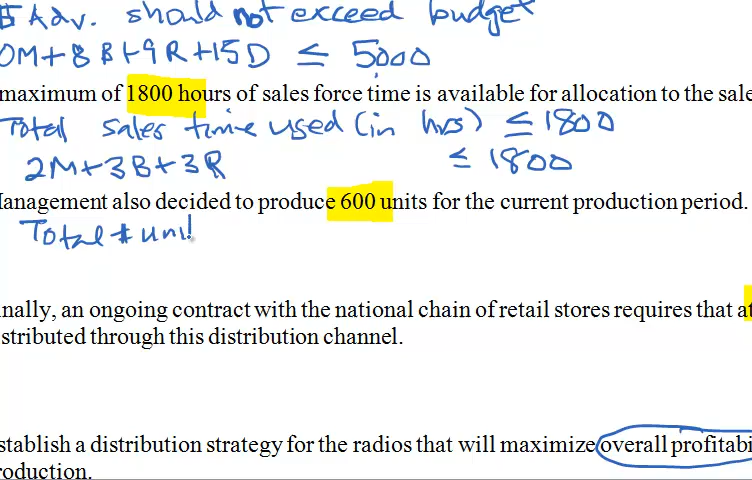 $ Adv. should not exceed budget
0M+8B+9R+15D ≤ 5000
maximum of 1800 hours of sales force time is available for allocation to the sale
Total sales time used (in hrs) ≤ 1800
2M+3B+3R ≤ 1800
anagement also decided to produce 600 units for the current production period.
Total # uni
nally, an ongoing contract with the national chain of retail stores requires that at
stributed through this distribution channel.
stablish a distribution strategy for the radios that will maximize overall profitabi
roduction.